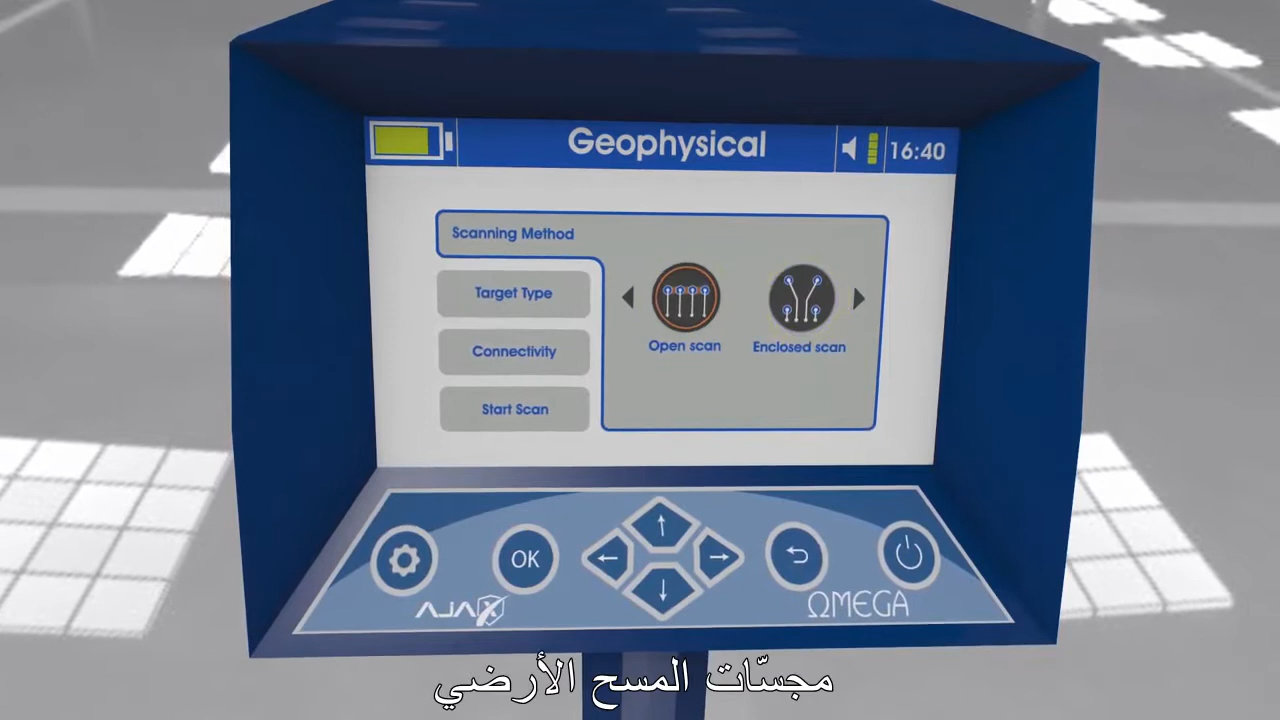 Geophysical
16:40
Scanning Method
Target Type
Connectivity
Start Scan
Open scan
Enclosed scan
OK
AJAX
ΩMEGA
مجسّات المسح الأرضي